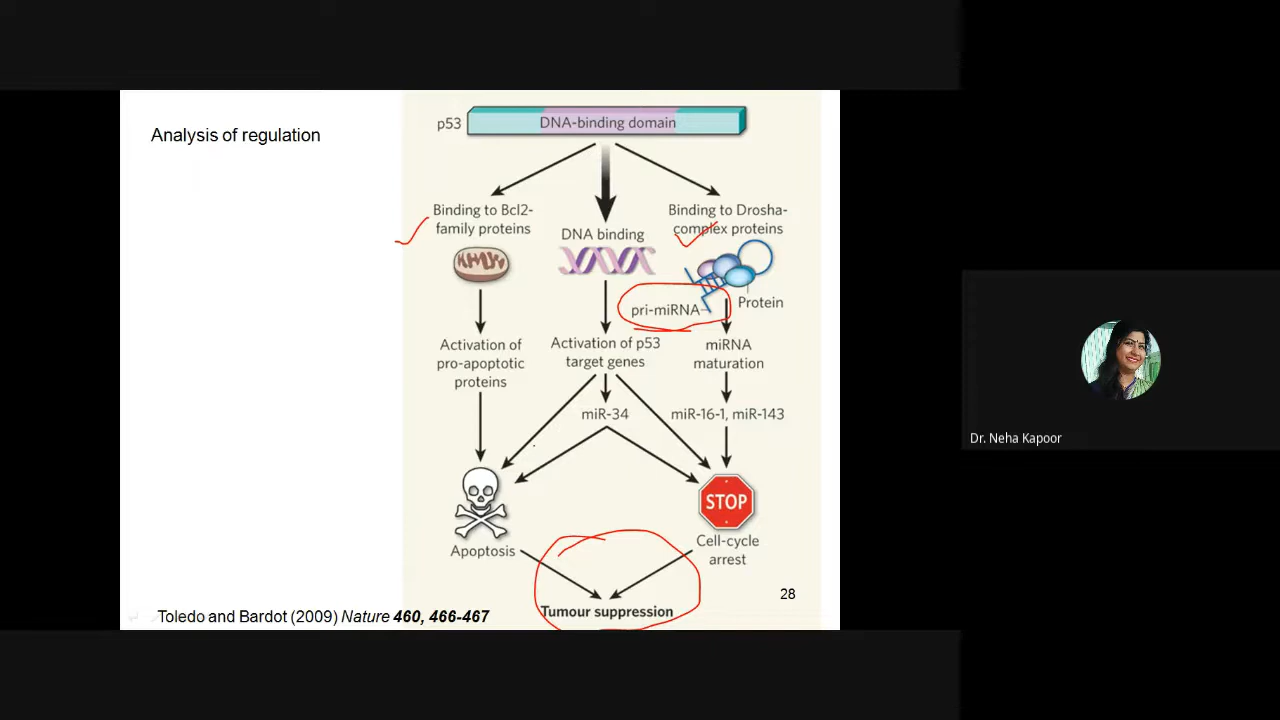 Analysis of regulation
p53
DNA-binding domain
Binding to Bcl2-
family proteins
DNA binding
Binding to Drosha-
complex proteins
pri-miRNA
Protein
Activation of
pro-apoptotic
proteins
Activation of p53
target genes
miRNA
maturation
miR-34
miR-16-1, miR-143
STOP
Apoptosis
Cell-cycle
arrest
Tumour suppression
28
Toledo and Bardot (2009) Nature 460, 466-467
Dr. Neha Kapoor